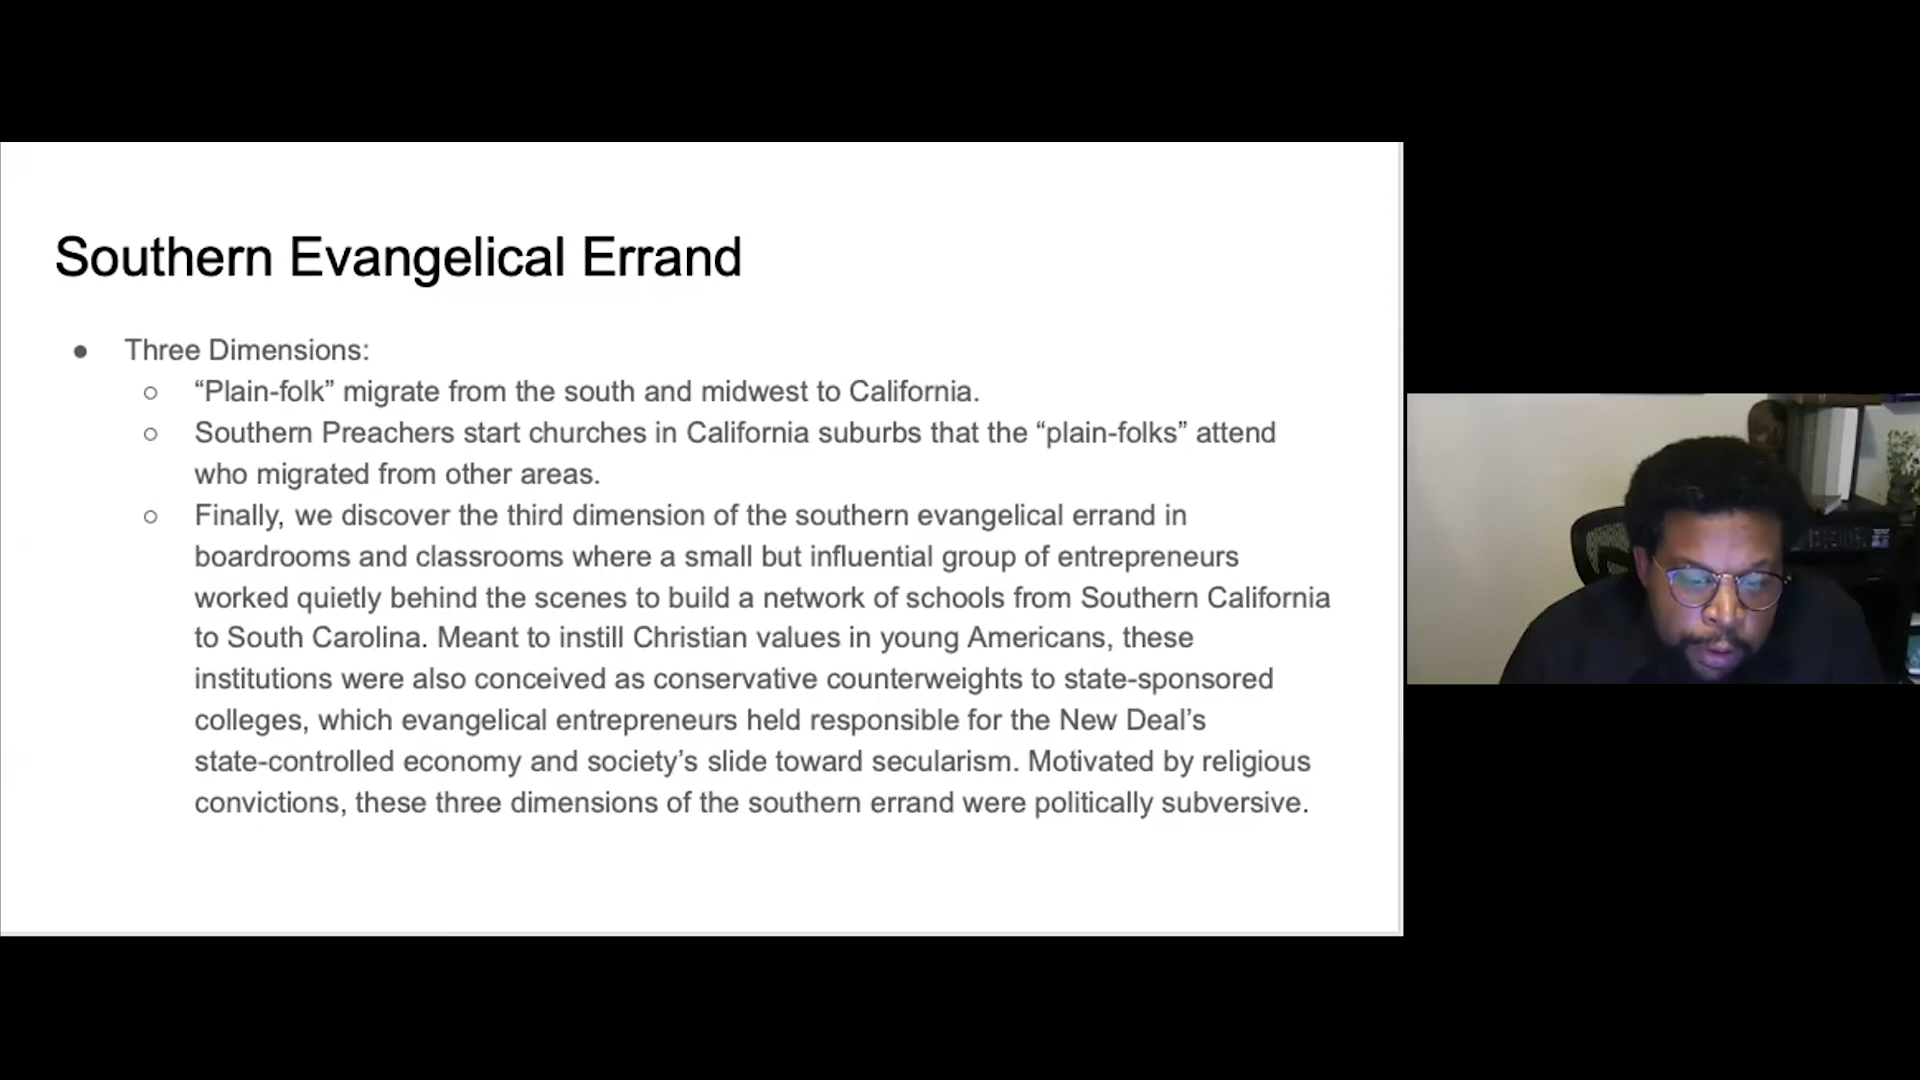 Southern Evangelical Errand
● Three Dimensions:
○ “Plain-folk” migrate from the south and midwest to California.
○ Southern Preachers start churches in California suburbs that the “plain-folks” attend
who migrated from other areas.
○ Finally, we discover the third dimension of the southern evangelical errand in
boardrooms and classrooms where a small but influential group of entrepreneurs
worked quietly behind the scenes to build a network of schools from Southern California
to South Carolina. Meant to instill Christian values in young Americans, these
institutions were also conceived as conservative counterweights to state-sponsored
colleges, which evangelical entrepreneurs held responsible for the New Deal’s
state-controlled economy and society’s slide toward secularism. Motivated by religious
convictions, these three dimensions of the southern errand were politically subversive.